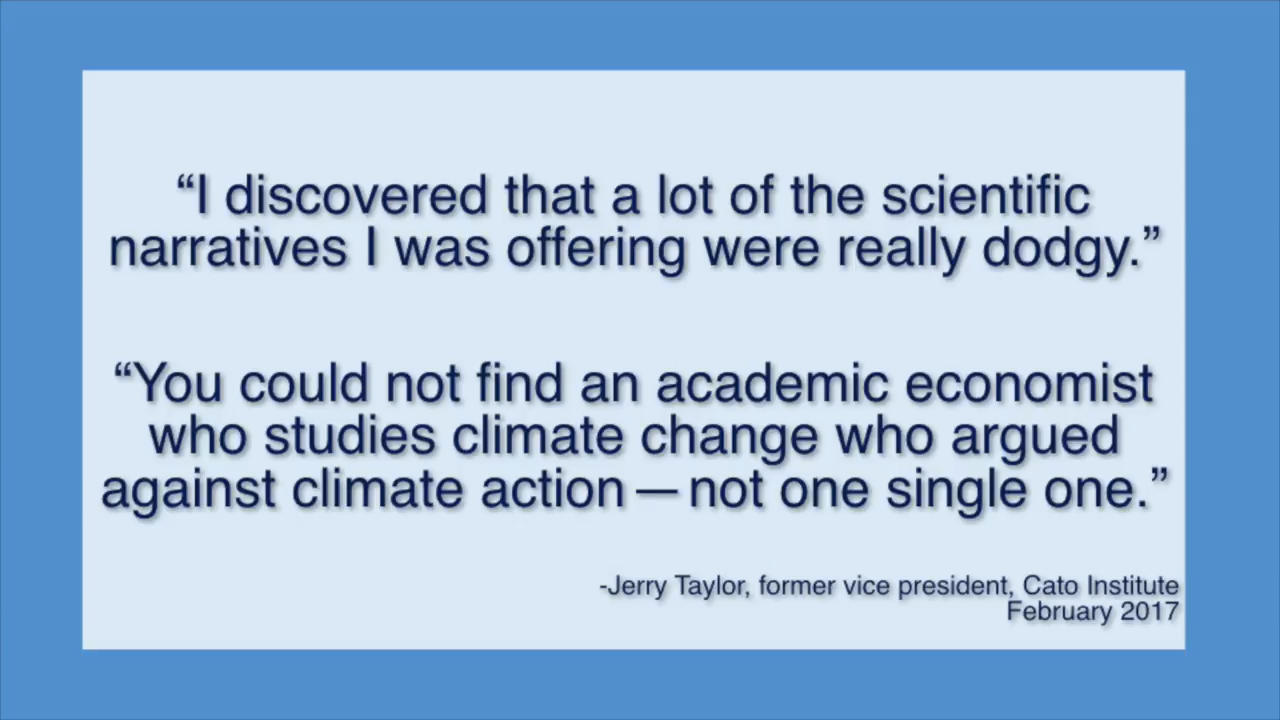 “I discovered that a lot of the scientific
narratives I was offering were really dodgy.”
“You could not find an academic economist
who studies climate change who argued
against climate action — not one single one.”
-Jerry Taylor, former vice president, Cato Institute
February 2017